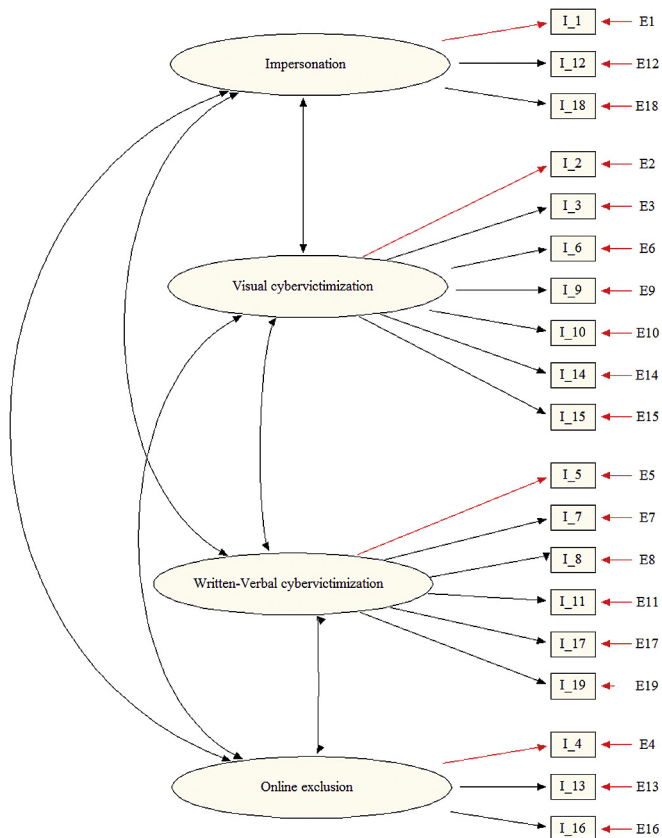 I_1 E1
Impersonation I_12 E12
I_18 E18
I_2 E2
I_3 E3
I_6 E6
Visual cybervictimization I_9 E9
I_10 E10
I_14 E14
I_15 E15
I_5 E5
I_7 E7
I_8 E8
Written-Verbal cybervictimization
I_11 E11
I_17 E17
I_19 E19
I_4 E4
Online exclusion I_13 E13
I_16 E16